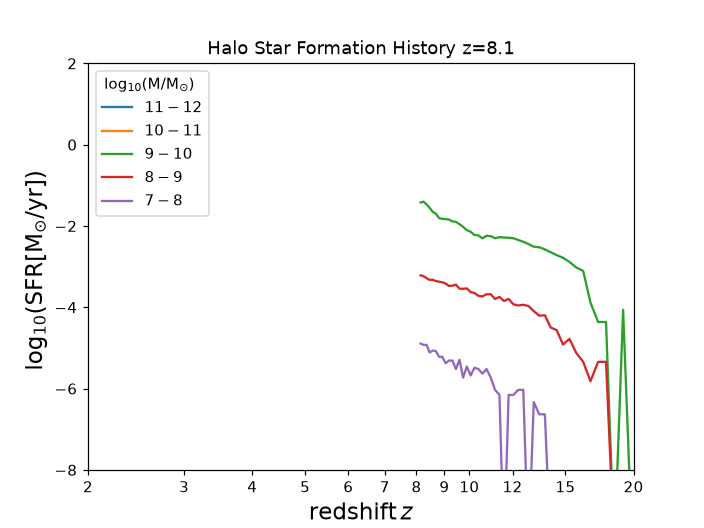 Halo Star Formation History z=8.1
log₁₀(M/M⊙)
11 − 12
10 − 11
9 − 10
8 − 9
7 − 8
2
0
−2
−4
−6
−8
log₁₀(SFR[M⊙/yr])
2 3 4 5 6 7 8 9 10 12 15 20
redshift z